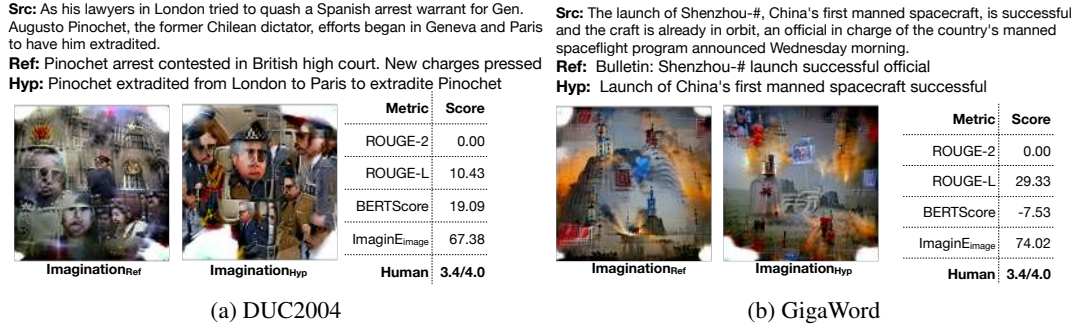 Src: As his lawyers in London tried to quash a Spanish arrest warrant for Gen.
Augusto Pinochet, the former Chilean dictator, efforts began in Geneva and Paris
to have him extradited.
Ref: Pinochet arrest contested in British high court. New charges pressed
Hyp: Pinochet extradited from London to Paris to extradite Pinochet
Metric Score
ROUGE-2 0.00
ROUGE-L 10.43
BERTScore 19.09
ImaginEimage 67.38
Human 3.4/4.0
ImaginationRef ImaginationHyp
(a) DUC2004
Src: The launch of Shenzhou-#, China's first manned spacecraft, is successful
and the craft is already in orbit, an official in charge of the country's manned
spaceflight program announced Wednesday morning.
Ref: Bulletin: Shenzhou-# launch successful official
Hyp: Launch of China's first manned spacecraft successful
Metric Score
ROUGE-2 0.00
ROUGE-L 29.33
BERTScore -7.53
ImaginEimage 74.02
Human 3.4/4.0
ImaginationRef ImaginationHyp
(b) GigaWord